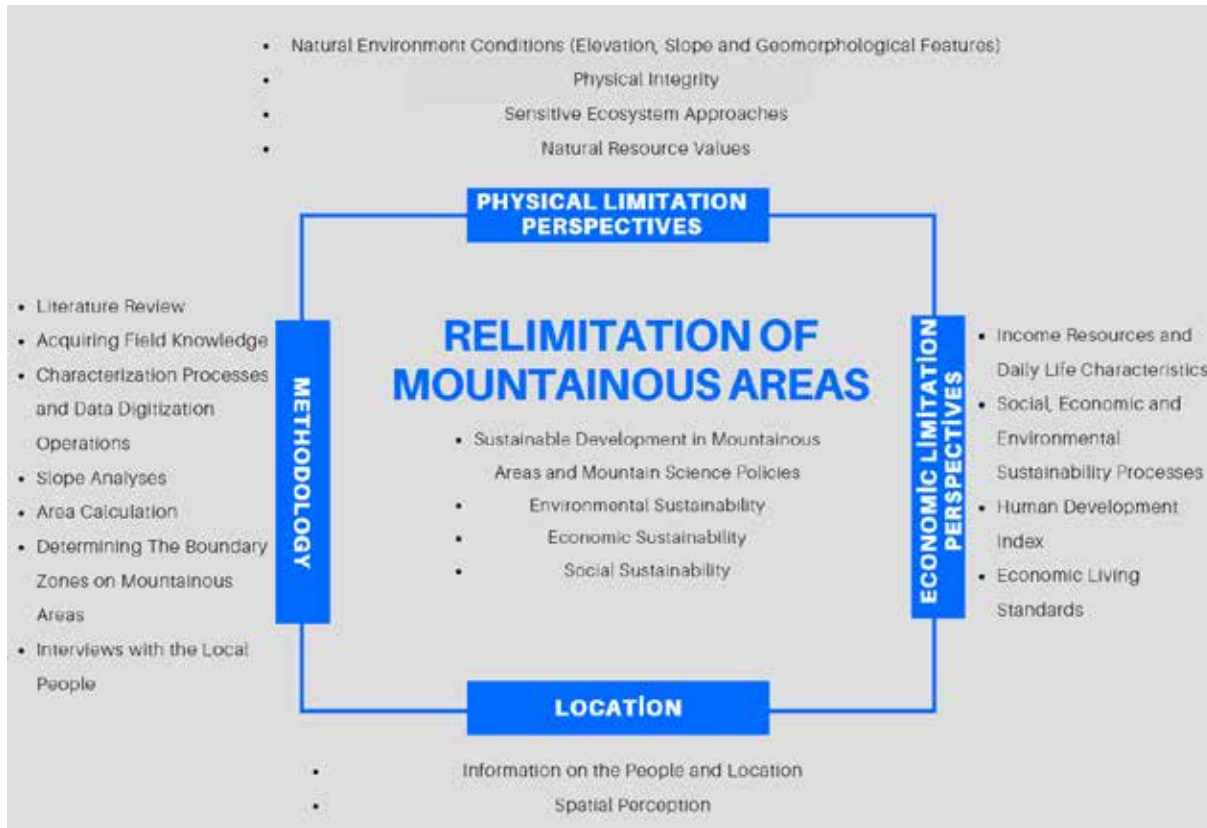 • Natural Environment Conditions (Elevation, Slope and Geomorphological Features)
• Physical Integrity
• Sensitive Ecosystem Approaches
• Natural Resource Values
PHYSICAL LIMITATION
PERSPECTIVES
• Literature Review
• Acquiring Field Knowledge
• Characterization Processes
and Data Digitization
Operations
• Slope Analyses
• Area Calculation
• Determining The Boundary
Zones on Mountainous
Areas
• Interviews with the Local
People
METHODOLOGY
RELIMITATION OF
MOUNTAINOUS AREAS
• Sustainable Development in Mountainous
Areas and Mountain Science Policies
• Environmental Sustainability
• Economic Sustainability
• Social Sustainability
ECONOMİC LİMİTATİON
PERSPECTİVES
• Income Resources and
Daily Life Characteristics
• Social, Economic and
Environmental
Sustainability Processes
• Human Development
Index
• Economic Living
Standards
LOCATİON
• Information on the People and Location
• Spatial Perception